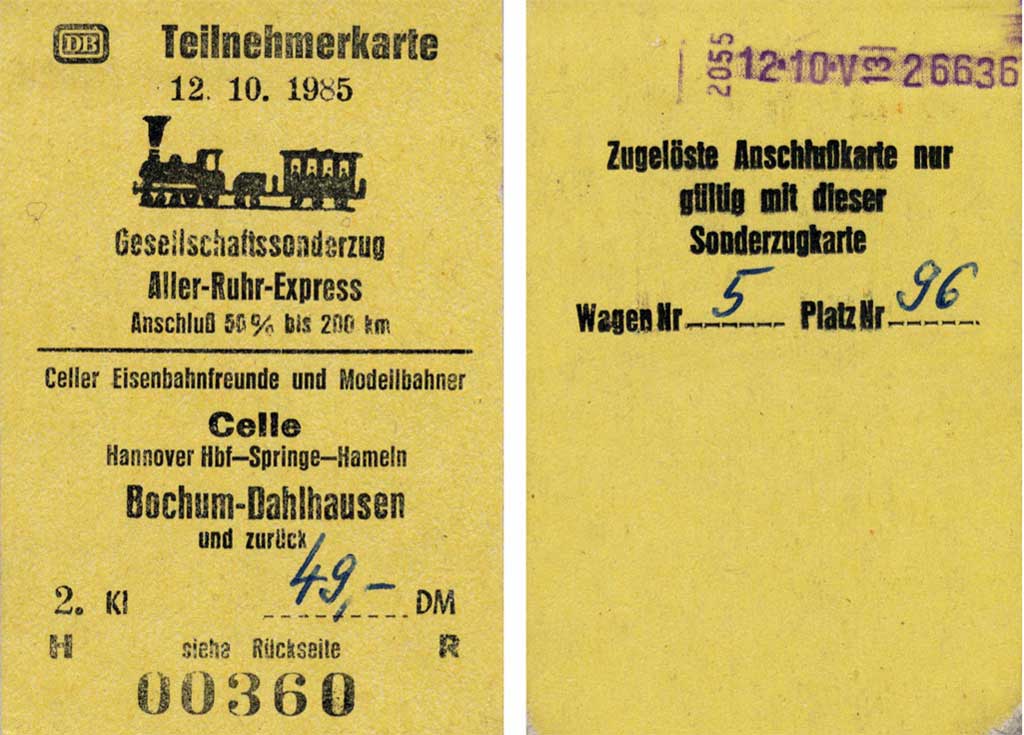 DB Teilnehmerkarte
12. 10. 1985
Gesellschaftssonderzug
Aller-Ruhr-Express
Anschluß 50% bis 200 km
Celler Eisenbahnfreunde und Modellbahner
Celle
Hannover Hbf–Springe–Hameln
Bochum-Dahlhausen
und zurück
2. Kl 49,- DM
H siehe Rückseite R
00360
2055 12·10·V 13 26636
Zugelöste Anschlußkarte nur
gültig mit dieser
Sonderzugkarte
Wagen Nr 5 Platz Nr 96